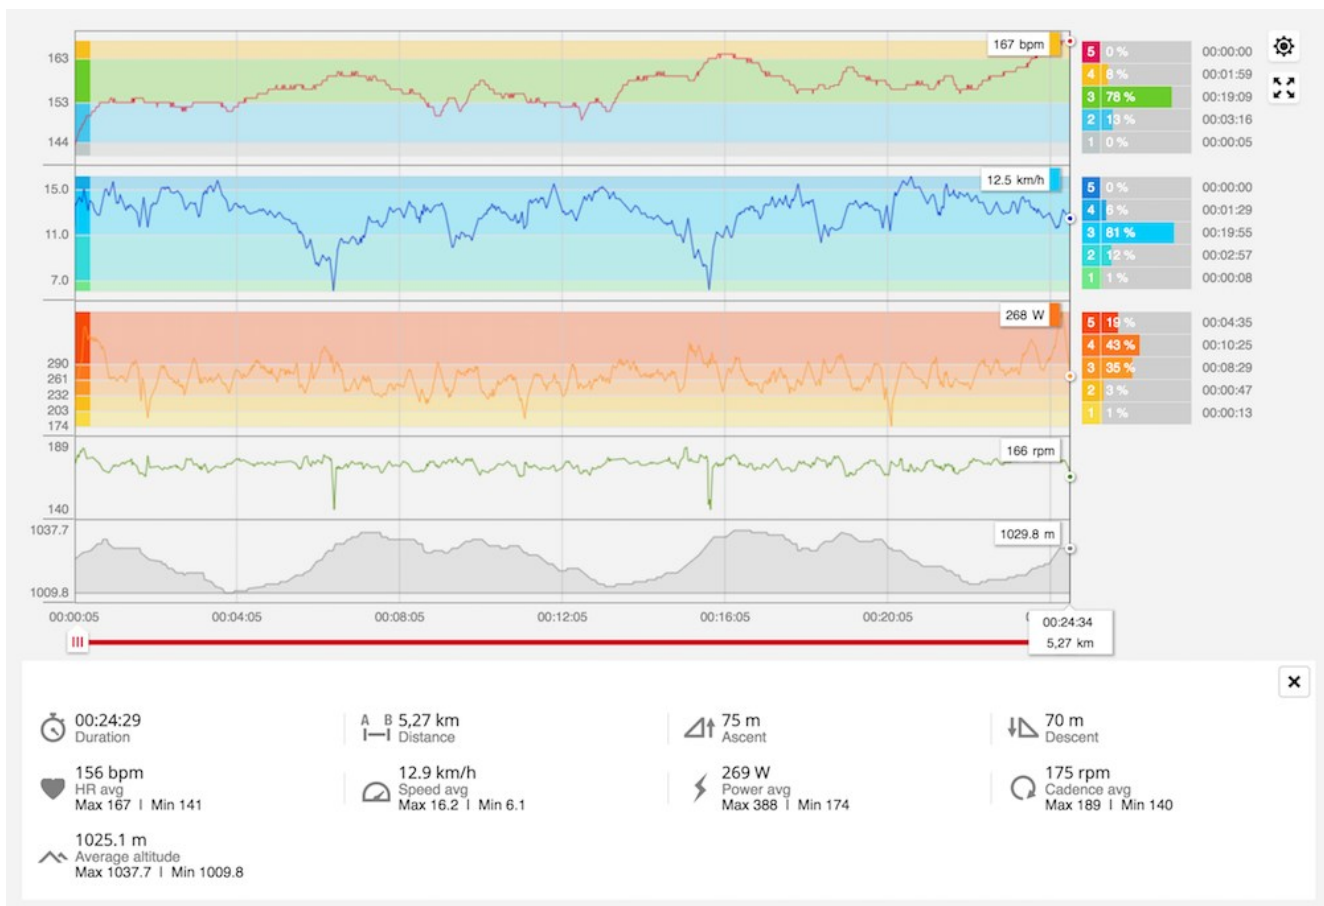 163
153
144
167 bpm
5 0 % 00:00:00
4 8 % 00:01:59
3 78 % 00:19:09
2 13 % 00:03:16
1 0 % 00:00:05
15.0
11.0
7.0
12.5 km/h
5 0 % 00:00:00
4 6 % 00:01:29
3 81 % 00:19:55
2 12 % 00:02:57
1 1 % 00:00:08
290
261
232
203
174
268 W
5 19 % 00:04:35
4 43 % 00:10:25
3 35 % 00:08:29
2 3 % 00:00:47
1 1 % 00:00:13
189
140
166 rpm
1037.7
1009.8
1029.8 m
00:00:05 00:04:05 00:08:05 00:12:05 00:16:05 00:20:05
00:24:34
5,27 km
00:24:29
Duration
A B 5,27 km
Distance
75 m
Ascent
70 m
Descent
156 bpm
HR avg
Max 167 | Min 141
12.9 km/h
Speed avg
Max 16.2 | Min 6.1
269 W
Power avg
Max 388 | Min 174
175 rpm
Cadence avg
Max 189 | Min 140
1025.1 m
Average altitude
Max 1037.7 | Min 1009.8